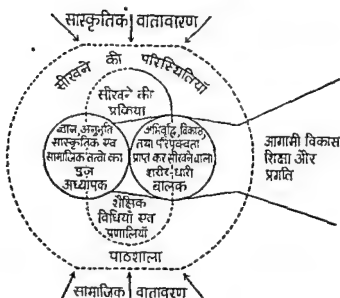 सांस्कृतिक वातावरण
सीखने की परिस्थितियाँ
सीखने की
प्रक्रिया
ज्ञान, अनुभूति
सांस्कृतिक एवं
सामाजिक तत्वों का
पुंज
अध्यापक
अभिवृद्धि, विकास
तथा परिपक्वता
प्राप्त कर सीखने वाला
शरीर-धारी
बालक
आगामी विकास
शिक्षा और
प्रगति
शैक्षिक
विधियाँ एवं
प्रणालियाँ
पाठशाला
सामाजिक वातावरण